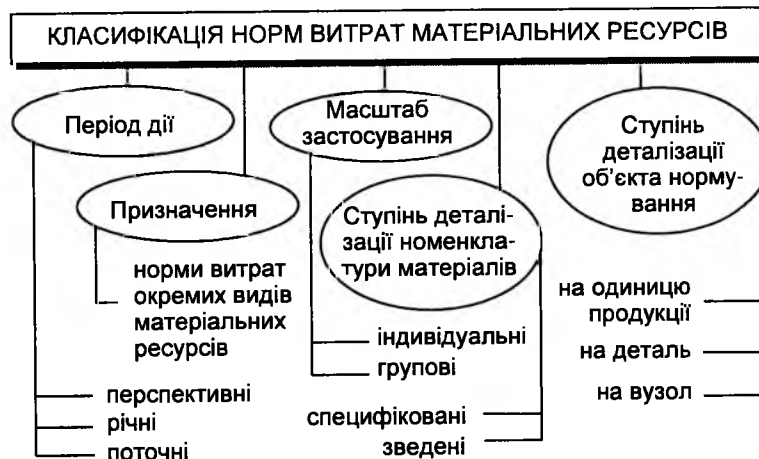 КЛАСИФІКАЦІЯ НОРМ ВИТРАТ МАТЕРІАЛЬНИХ РЕСУРСІВ
Період дії
Масштаб
застосування
Ступінь
деталізації
об'єкта норму-
вання
Призначення
Ступінь деталі-
зації номенкла-
тури матеріалів
норми витрат
окремих видів
матеріальних
ресурсів
на одиницю
продукції
індивідуальні
групові
на деталь
на вузол
перспективні
річні
поточні
специфіковані
зведені